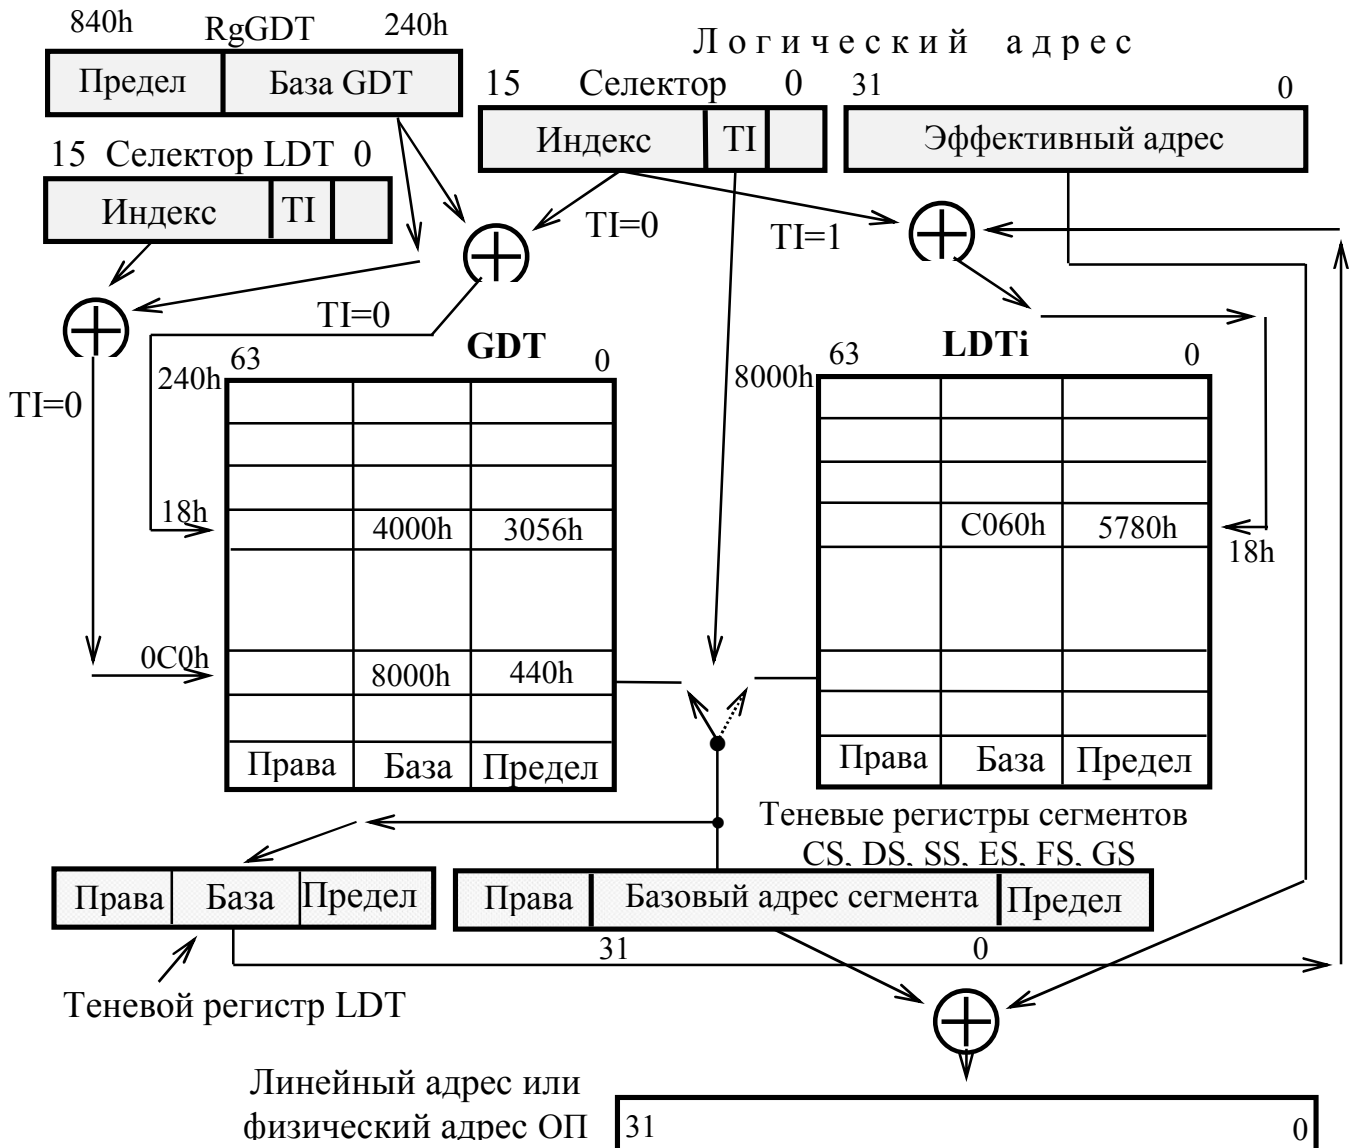 840h RgGDT 240h
Логический адрес
Предел База GDT
15 Селектор 0
31 0
Индекс TI
Эффективный адрес
15 Селектор LDT 0
Индекс TI
TI=0
TI=1
TI=0
TI=0
GDT
63 0
240h
LDTi
63 0
8000h
18h
4000h 3056h
C060h 5780h
18h
0C0h
8000h 440h
Права База Предел
Права База Предел
Теневые регистры сегментов
CS, DS, SS, ES, FS, GS
Права База Предел
Права Базовый адрес сегмента Предел
31 0
Теневой регистр LDT
Линейный адрес или
физический адрес ОП
31 0